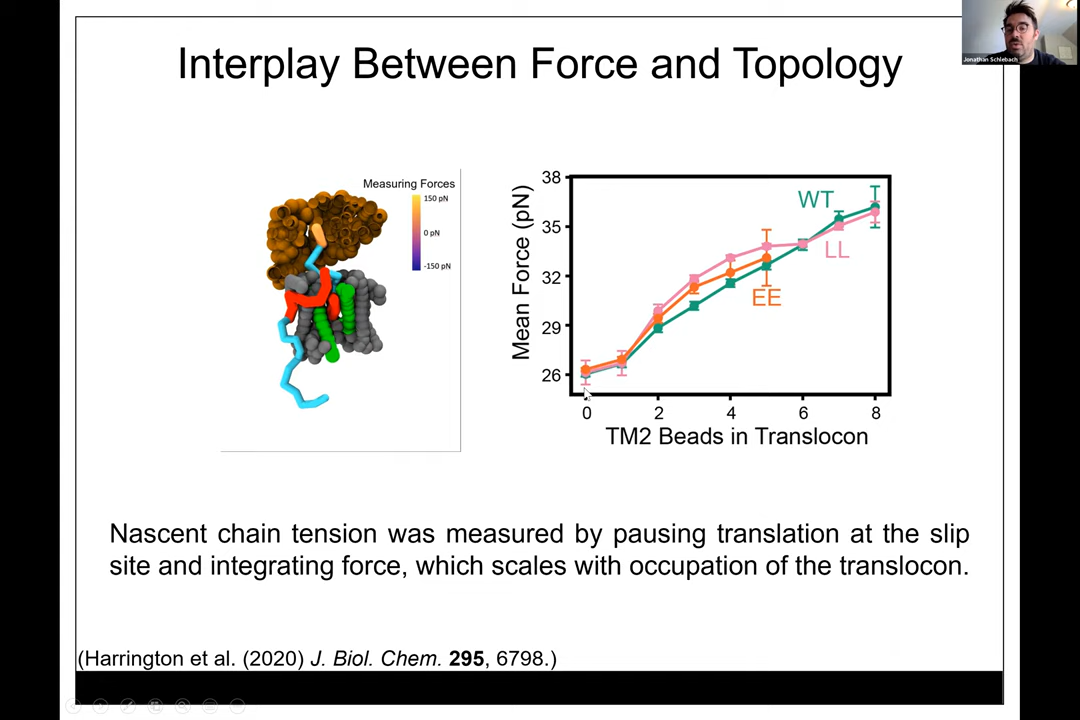 Jonathan Schlebach
Interplay Between Force and Topology
Measuring Forces
150 pN
0 pN
-150 pN
Mean Force (pN)
38
35
32
29
26
WT
LL
EE
0 2 4 6 8
TM2 Beads in Translocon
Nascent chain tension was measured by pausing translation at the slip
site and integrating force, which scales with occupation of the translocon.
(Harrington et al. (2020) J. Biol. Chem. 295, 6798.)